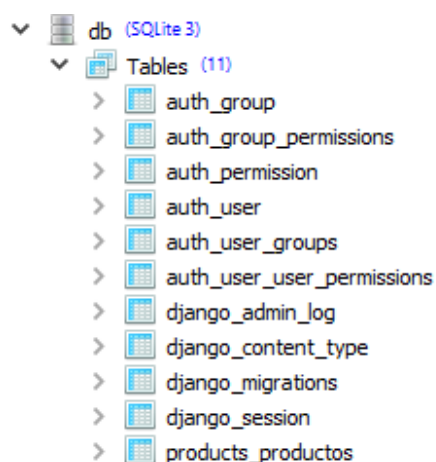 db (SQLite 3)
Tables (11)
auth_group
auth_group_permissions
auth_permission
auth_user
auth_user_groups
auth_user_user_permissions
django_admin_log
django_content_type
django_migrations
django_session
products_productos